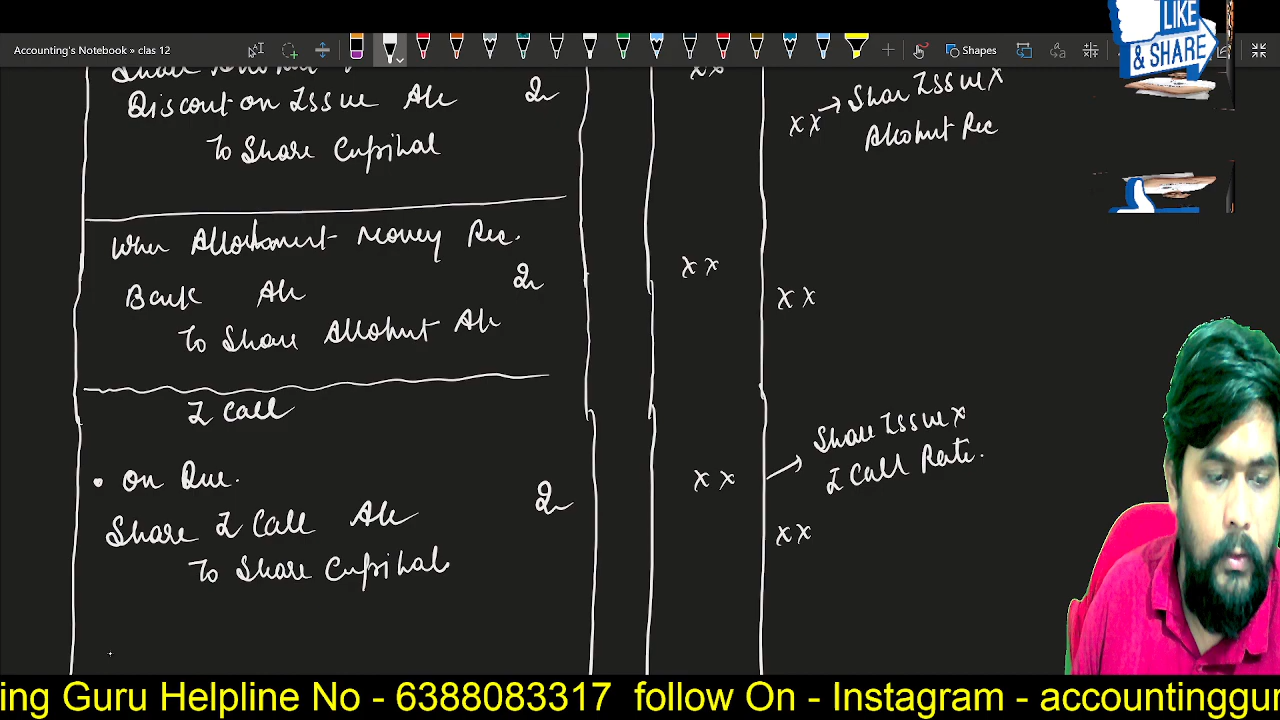 Accounting's Notebook » clas 12
Shapes
LIKE
& SHARE
Discount on Issue A/c Dr
To Share Capital
xx
xx → Share Issue x
Allotment Rec
When Allotment Money Rec.
Bank A/c Dr
To Share Allotment A/c
xx
xx
I Call
• On Due.
Share I Call A/c Dr
To Share Capital
xx
xx
→ Share Issue x
I Call Rate.
ing Guru Helpline No - 6388083317 follow On - Instagram - accountinggur